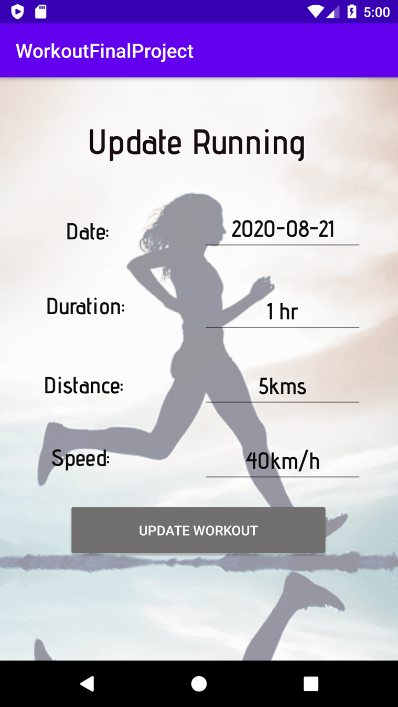 5:00
WorkoutFinalProject
Update Running
Date: 2020-08-21
Duration: 1 hr
Distance: 5kms
Speed: 40km/h
UPDATE WORKOUT